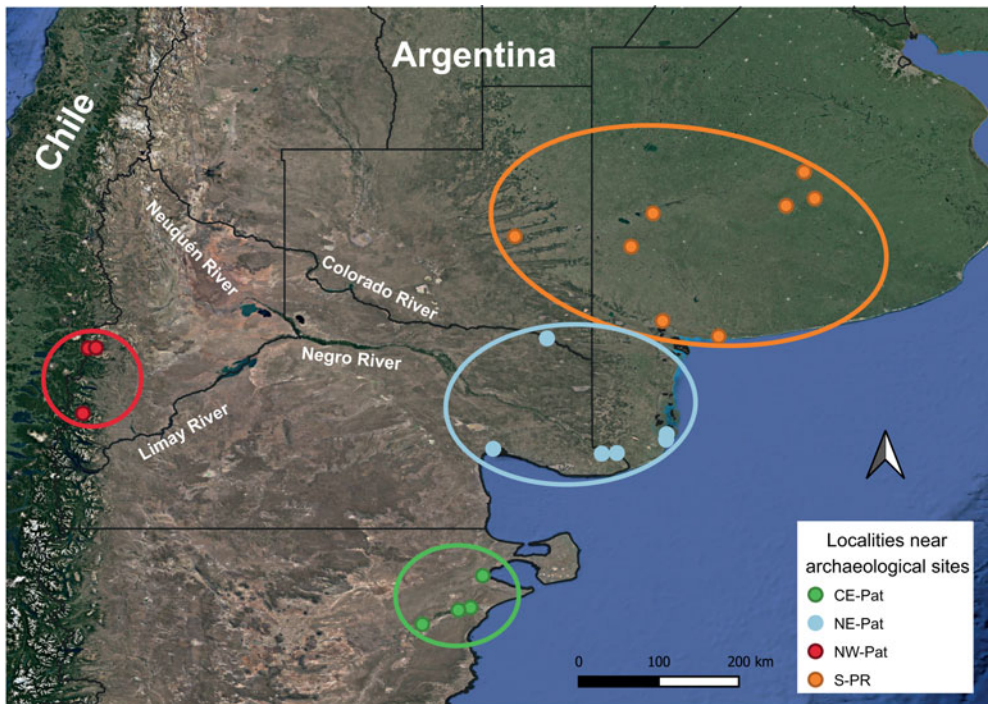 Argentina
Chile
Neuquén River
Colorado River
Negro River
Limay River
Localities near
archaeological sites
CE-Pat
NE-Pat
NW-Pat
S-PR
0 100 200 km